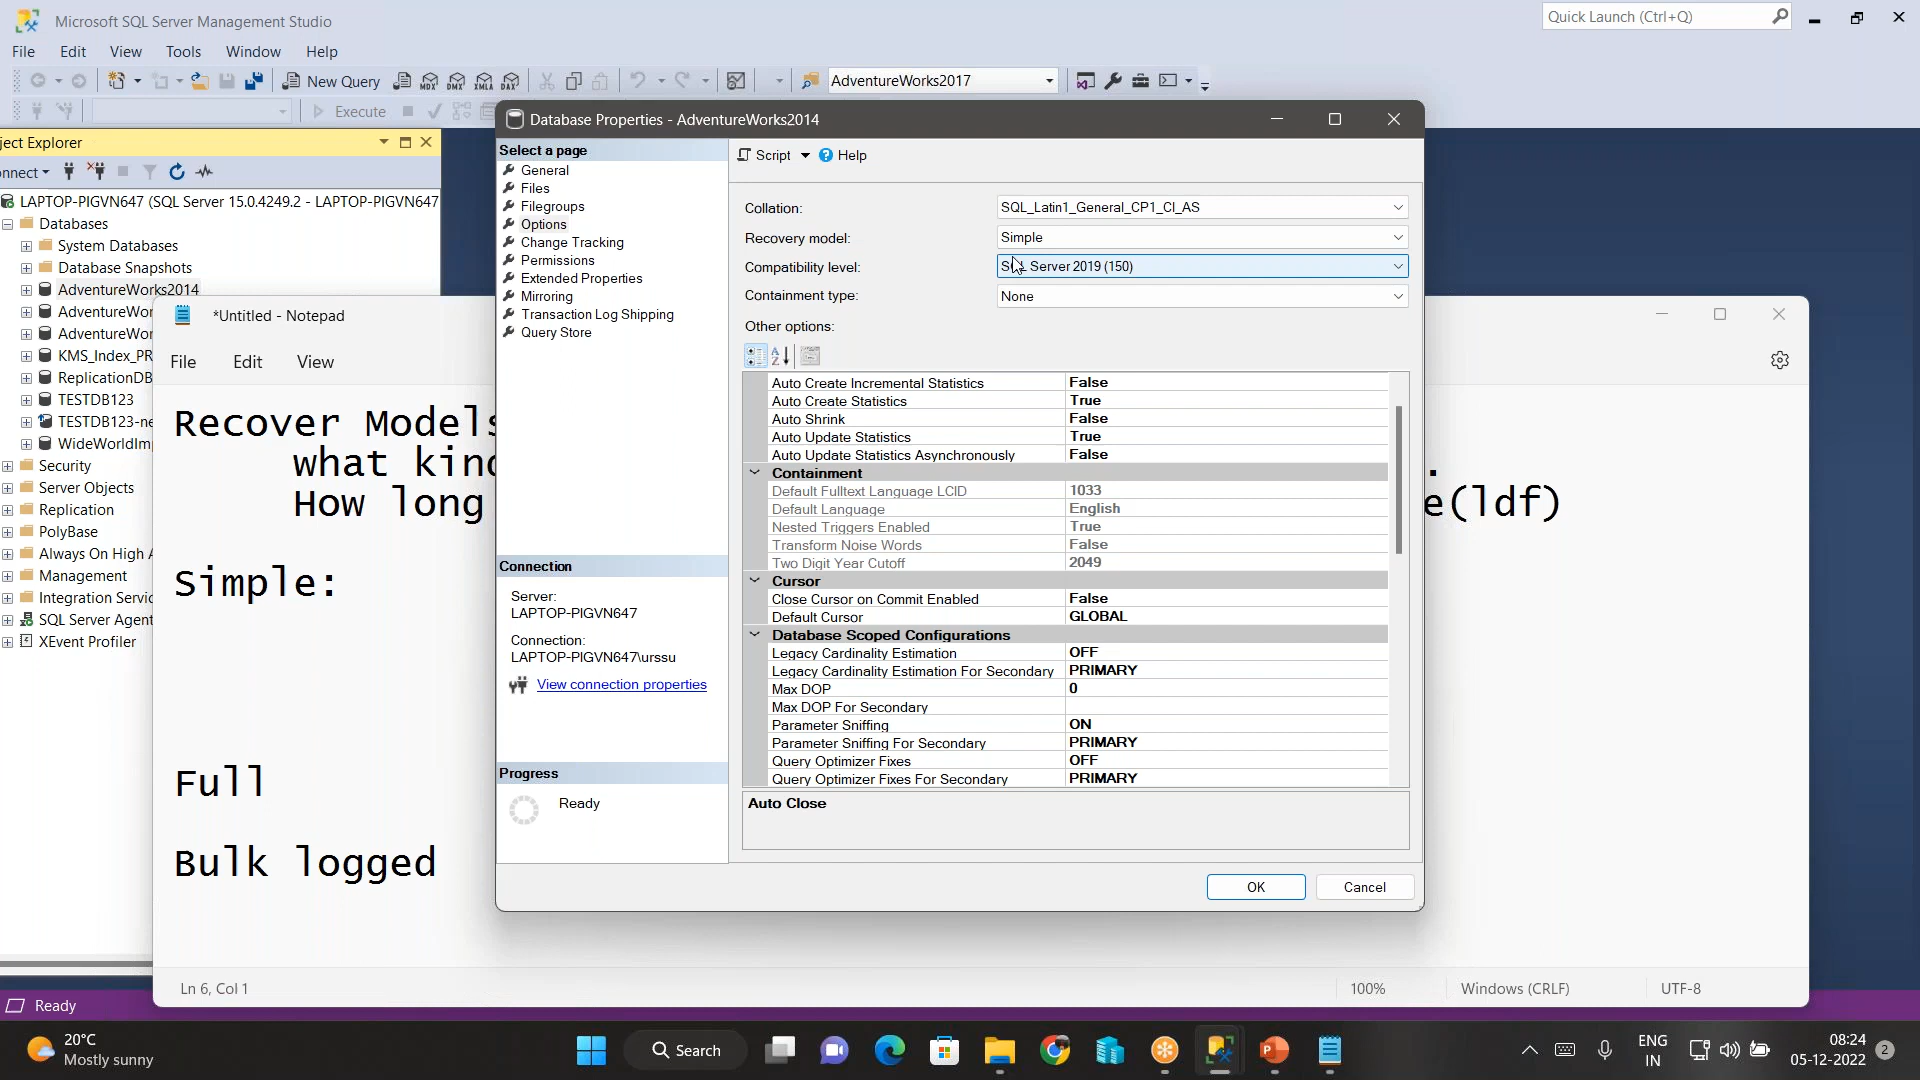 Microsoft SQL Server Management Studio
Quick Launch (Ctrl+Q)
File Edit View Tools Window Help
New Query
MDX DMX XMLA DAX
AdventureWorks2017
Execute
ject Explorer
nnect
LAPTOP-PIGVN647 (SQL Server 15.0.4249.2 - LAPTOP-PIGVN647
Databases
System Databases
Database Snapshots
AdventureWorks2014
AdventureWor
AdventureWor
KMS_Index_PR
ReplicationDB
TESTDB123
TESTDB123-ne
WideWorldIm
Security
Server Objects
Replication
PolyBase
Always On High A
Management
Integration Servic
SQL Server Agent
XEvent Profiler
Ready
*Untitled - Notepad
File Edit View
Recover Models
what kind
.
How long
e(ldf)
Simple:
Full
Bulk logged
Ln 6, Col 1
100%
Windows (CRLF)
UTF-8
Database Properties - AdventureWorks2014
Select a page
General
Files
Filegroups
Options
Change Tracking
Permissions
Extended Properties
Mirroring
Transaction Log Shipping
Query Store
Connection
Server:
LAPTOP-PIGVN647
Connection:
LAPTOP-PIGVN647\urssu
View connection properties
Progress
Ready
Script Help
Collation: SQL_Latin1_General_CP1_CI_AS
Recovery model: Simple
Compatibility level: SQL Server 2019 (150)
Containment type: None
Other options:
Auto Create Incremental Statistics False
Auto Create Statistics True
Auto Shrink False
Auto Update Statistics True
Auto Update Statistics Asynchronously False
Containment
Default Fulltext Language LCID 1033
Default Language English
Nested Triggers Enabled True
Transform Noise Words False
Two Digit Year Cutoff 2049
Cursor
Close Cursor on Commit Enabled False
Default Cursor GLOBAL
Database Scoped Configurations
Legacy Cardinality Estimation OFF
Legacy Cardinality Estimation For Secondary PRIMARY
Max DOP 0
Max DOP For Secondary
Parameter Sniffing ON
Parameter Sniffing For Secondary PRIMARY
Query Optimizer Fixes OFF
Query Optimizer Fixes For Secondary PRIMARY
Auto Close
OK Cancel
20°C
Mostly sunny
Search
ENG
IN
08:24
05-12-2022
2